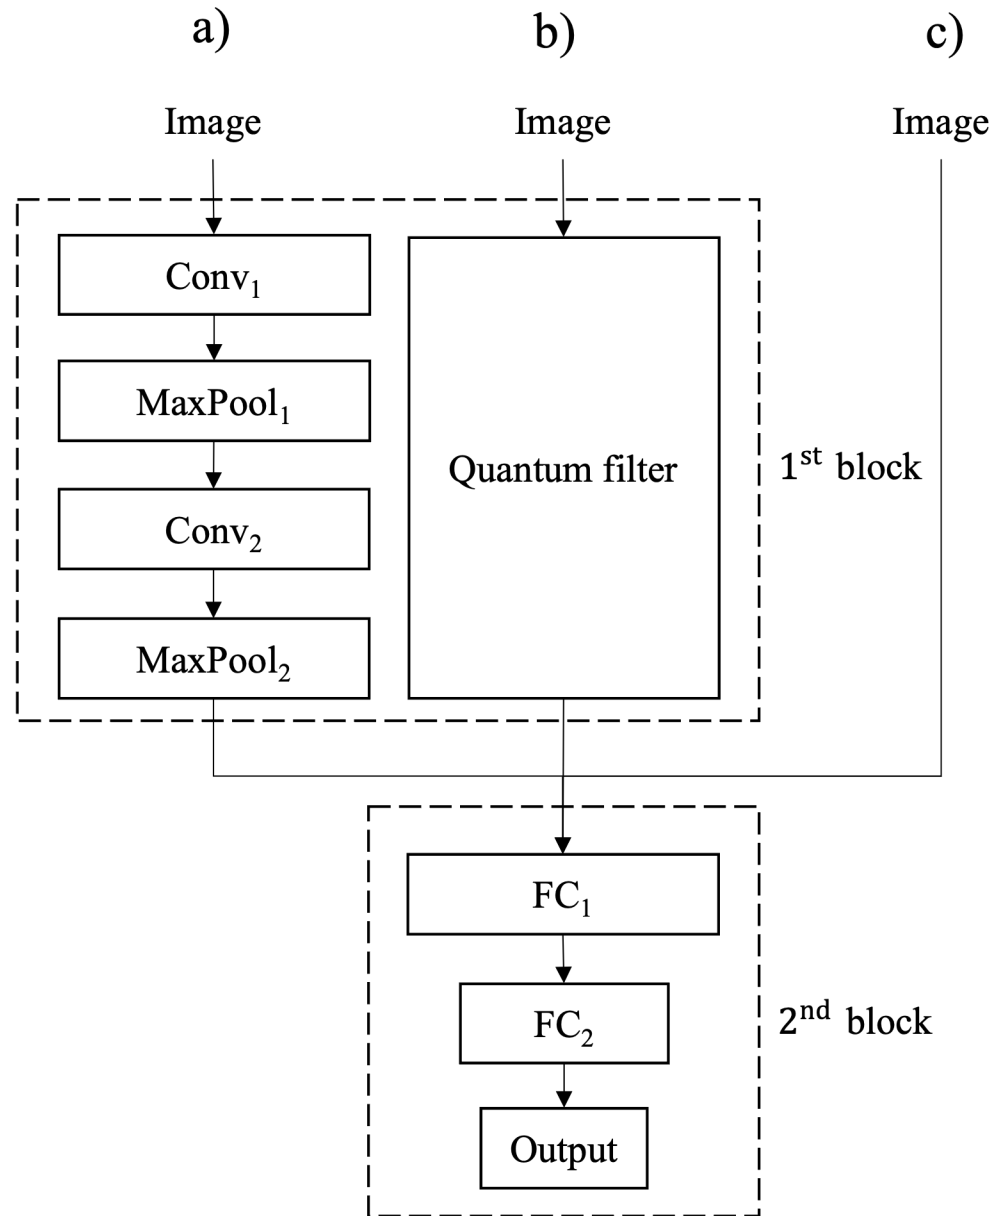 a) b) c)
Image Image Image
Conv₁
MaxPool₁
Conv₂
MaxPool₂
Quantum filter
1ˢᵗ block
FC₁
FC₂
Output
2ⁿᵈ block